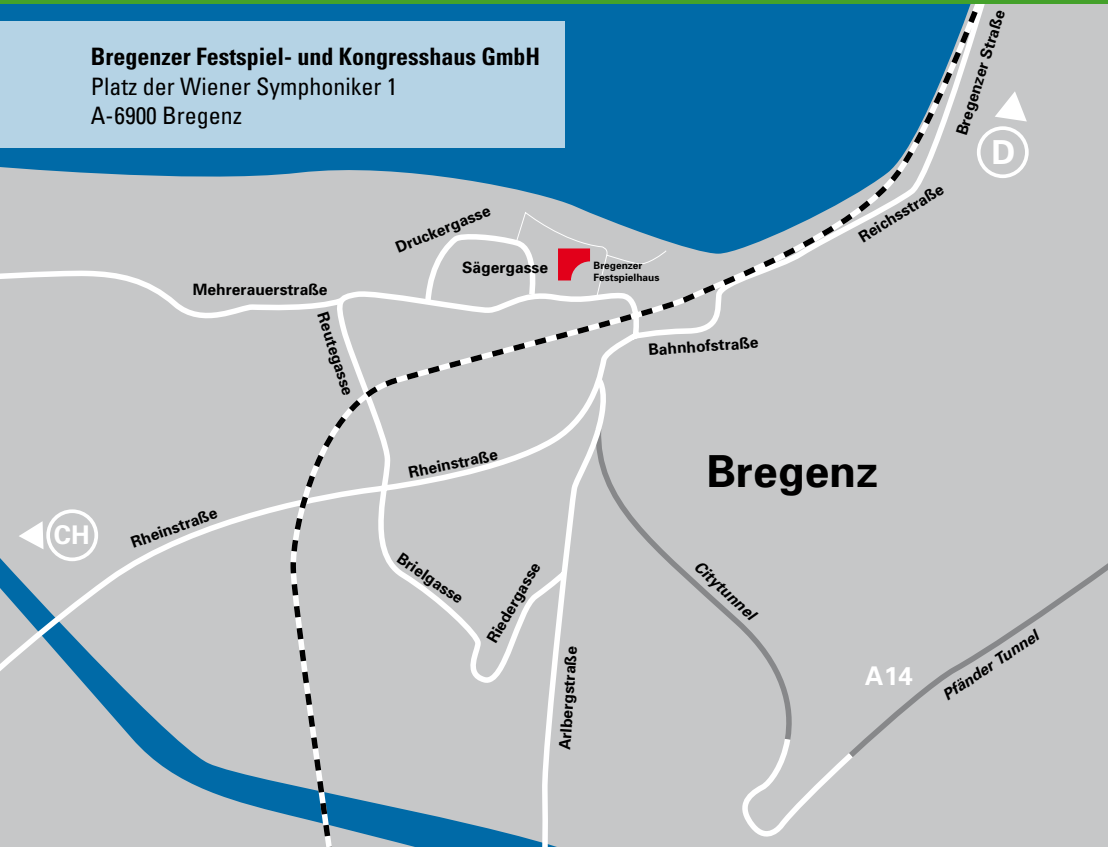 Bregenzer Festspiel- und Kongresshaus GmbH
Platz der Wiener Symphoniker 1
A-6900 Bregenz
Bregenzer Straße
D
Reichsstraße
Druckergasse
Sägergasse
Bregenzer
Festspielhaus
Mehrerauerstraße
Reutegasse
Bahnhofstraße
Rheinstraße
Bregenz
Rheinstraße
CH
Brielgasse
Riedergasse
Citytunnel
Arlbergstraße
A14
Pfänder Tunnel